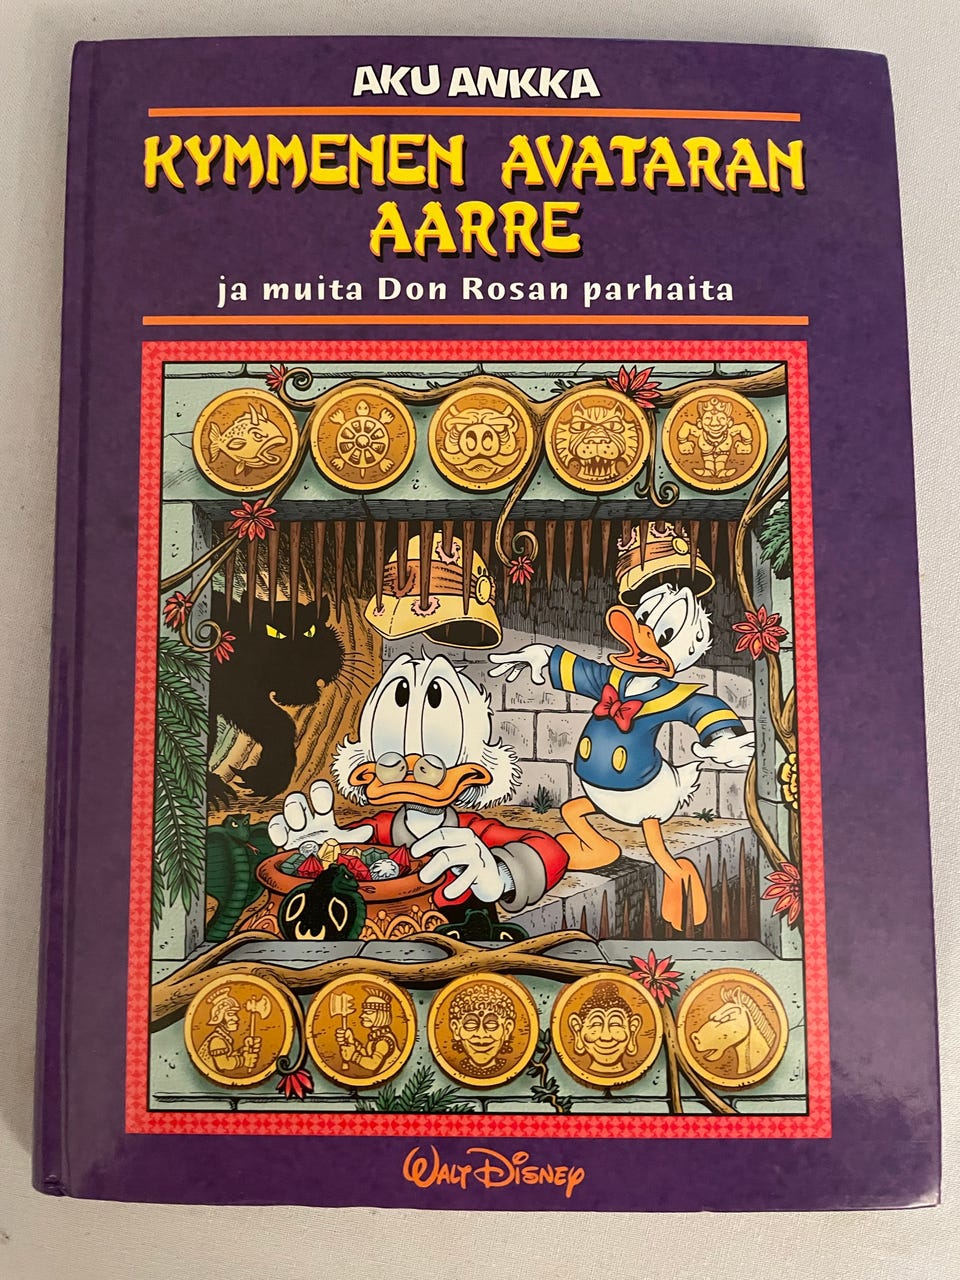 AKU ANKKA
KYMMENEN AVATARAN
AARRE
ja muita Don Rosan parhaita
WALT DISNEY